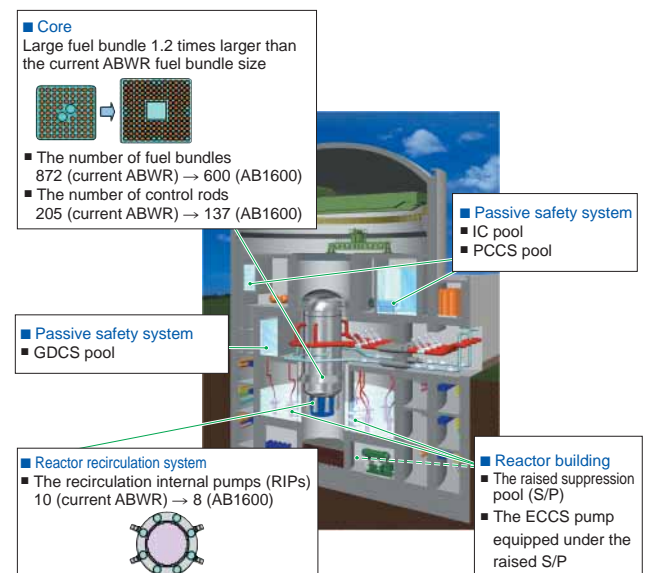 ■ Core
Large fuel bundle 1.2 times larger than
the current ABWR fuel bundle size
■ The number of fuel bundles
872 (current ABWR) → 600 (AB1600)
■ The number of control rods
205 (current ABWR) → 137 (AB1600)
■ Passive safety system
■ IC pool
■ PCCS pool
■ Passive safety system
■ GDCS pool
■ Reactor recirculation system
■ The recirculation internal pumps (RIPs)
10 (current ABWR) → 8 (AB1600)
■ Reactor building
■ The raised suppression
pool (S/P)
■ The ECCS pump
equipped under the
raised S/P